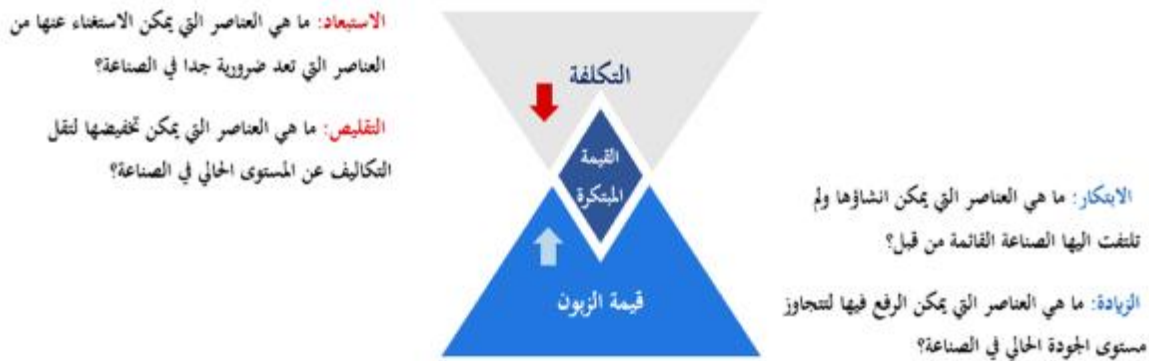 الاستبعاد: ما هي العناصر التي يمكن الاستغناء عنها من
العناصر التي تعد ضرورية جدا في الصناعة؟
التقليص: ما هي العناصر التي يمكن تخفيضها لتقل
التكاليف عن المستوى الحالي في الصناعة؟
التكلفة
القيمة
المبتكرة
قيمة الزبون
الابتكار: ما هي العناصر التي يمكن انشاؤها ولم
تلتفت اليها الصناعة القائمة من قبل؟
الزيادة: ما هي العناصر التي يمكن الرفع فيها لتتجاوز
مستوى الجودة الحالي في الصناعة؟